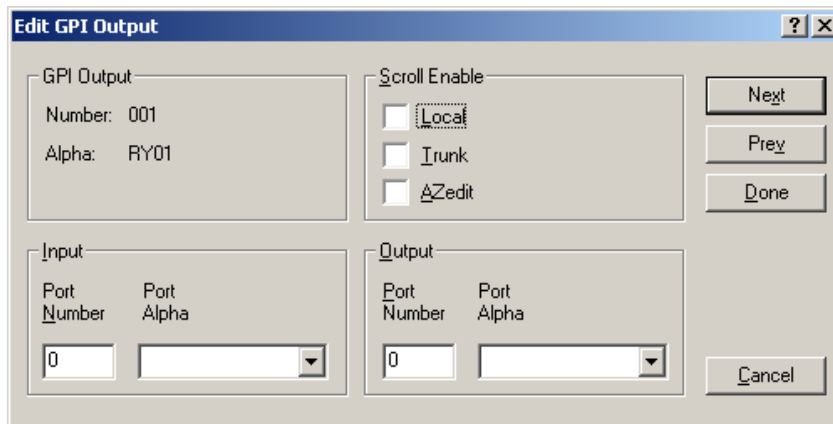 Edit GPI Output
GPI Output
Number: 001
Alpha: RY01
Scroll Enable
Local
Trunk
AZedit
Next
Prev
Done
Input
Port Number
Port Alpha
0
Output
Port Number
Port Alpha
0
Cancel